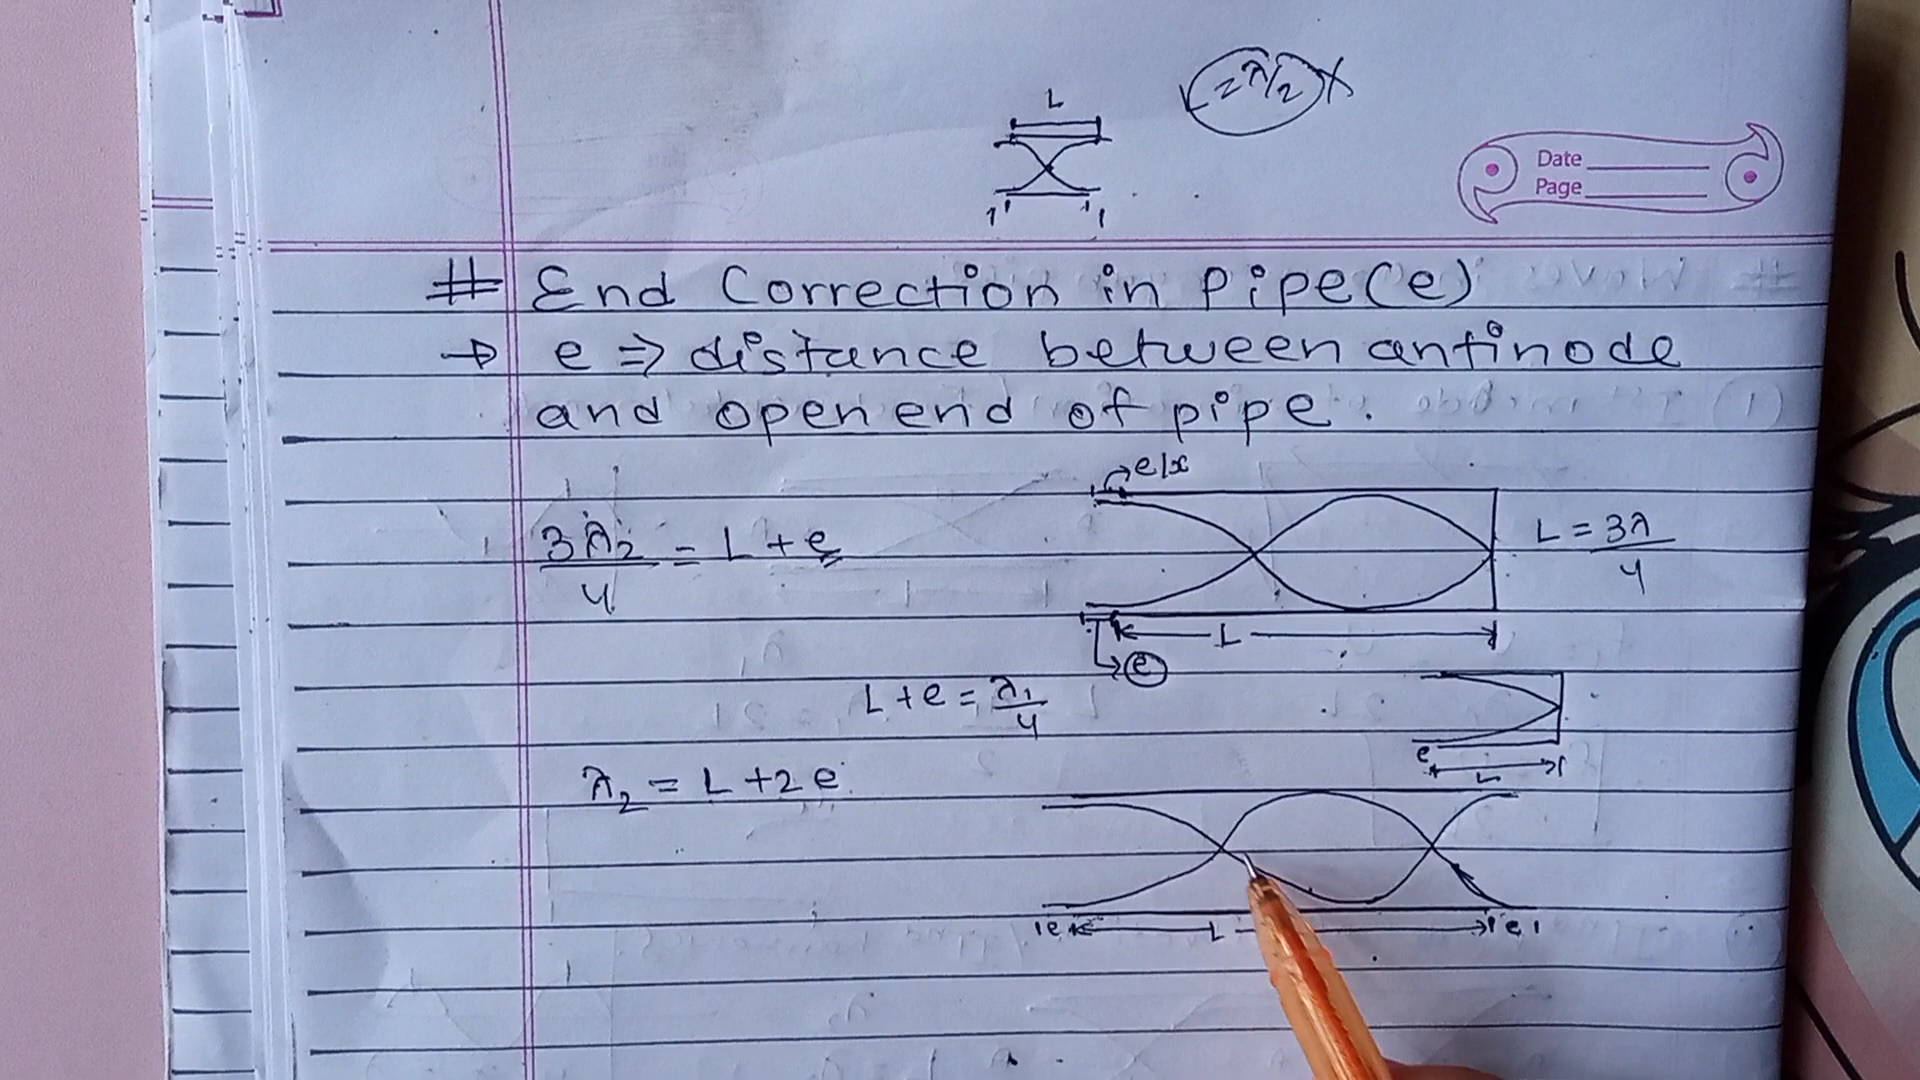 L
L=λ/2 X
Date
Page
# End Correction in Pipe(e)
→ e ⇒ distance between antinode
and open end of pipe.
e/x
3λ₂/4 = L + e
L = 3λ/4
L
e
L + e = λ₁/4
e L
λ₂ = L + 2e
e L e